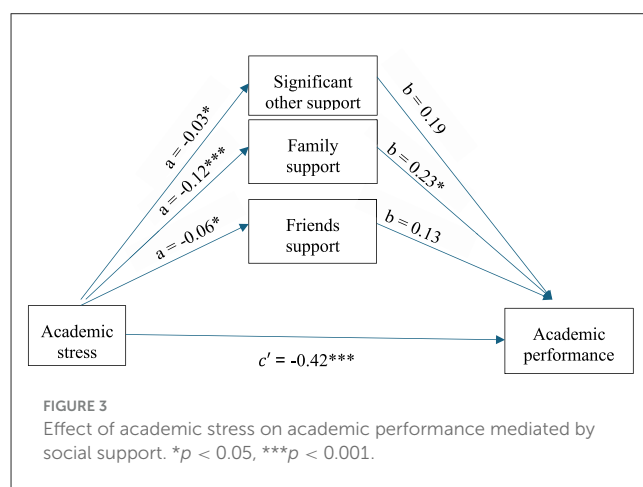 Significant
other support
a = -0.03*
b = 0.19
Family
support
a = -0.12***
b = 0.23*
Friends
support
a = -0.06*
b = 0.13
Academic
stress
Academic
performance
c' = -0.42***
FIGURE 3
Effect of academic stress on academic performance mediated by
social support. *p < 0.05, ***p < 0.001.